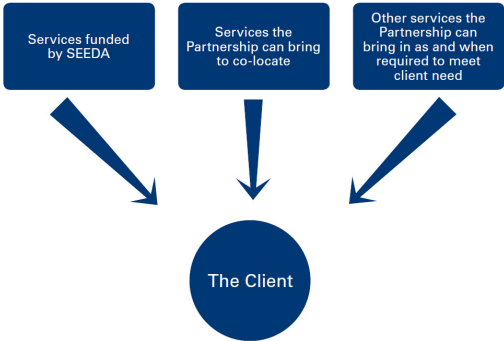 Services funded
by SEEDA
Services the
Partnership can bring
to co-locate
Other services the
Partnership can
bring in as and when
required to meet
client need
The Client